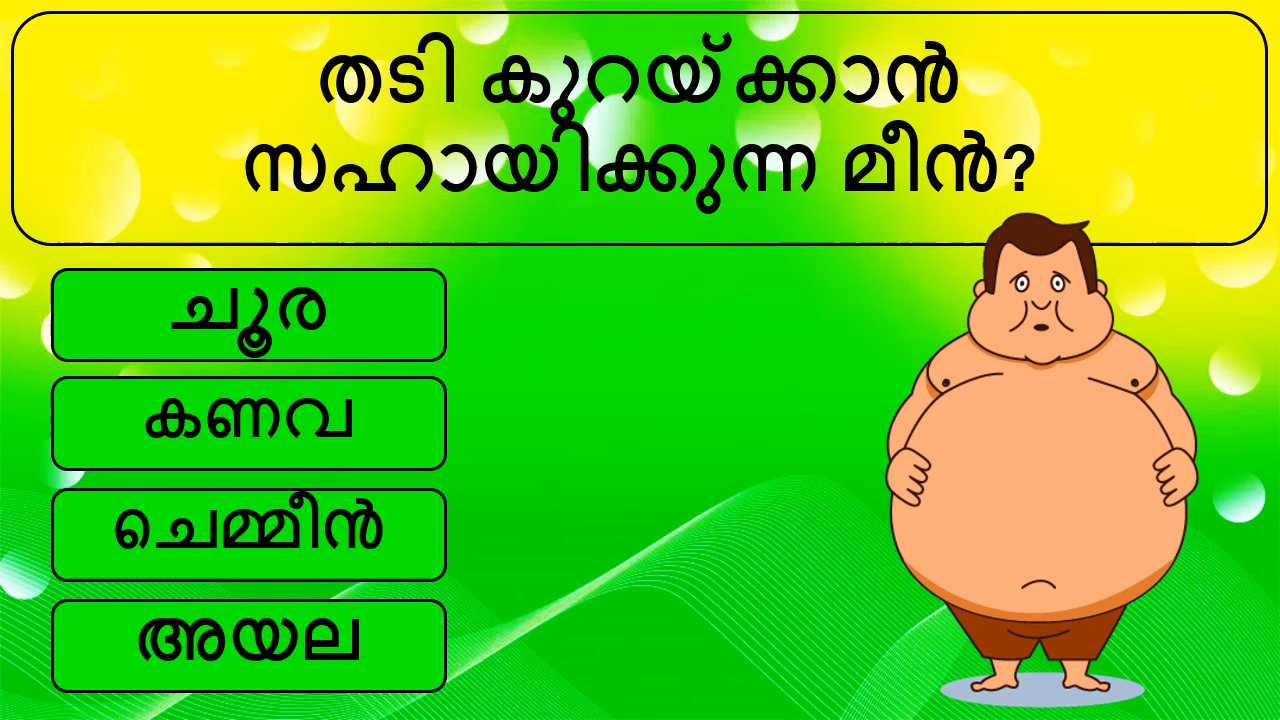 തടി കുറയ്ക്കാൻ
സഹായിക്കുന്ന മീൻ?
ചൂര
കണവ
ചെമ്മീൻ
അയല